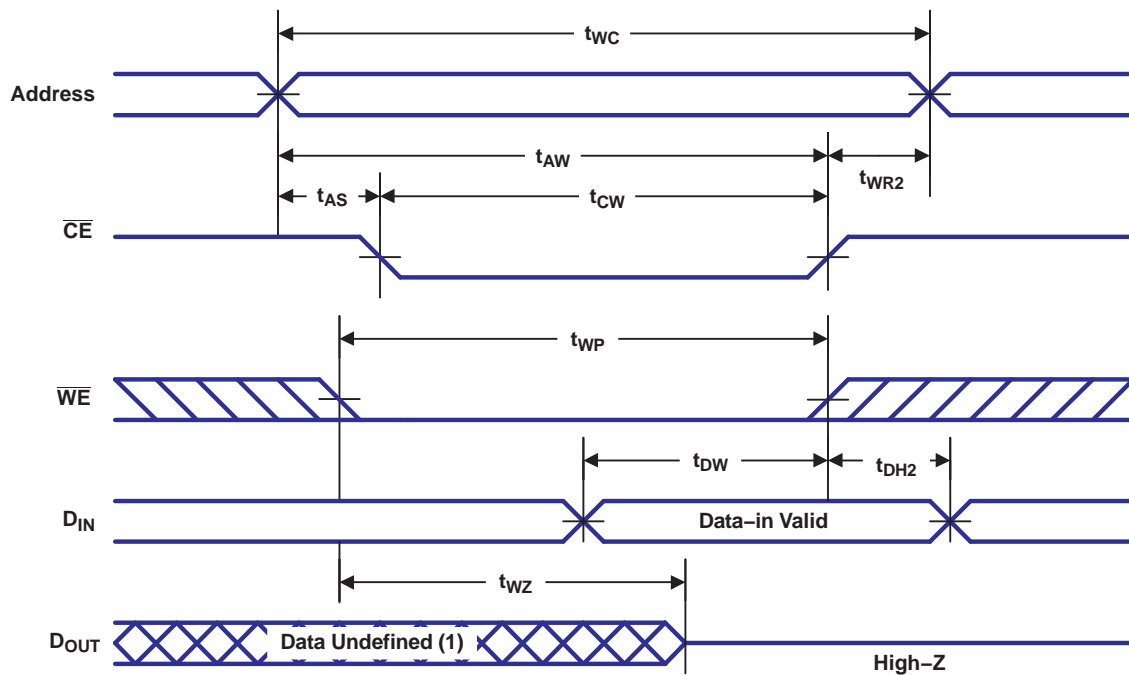 tWC
Address
tAW
tWR2
tAS
tCW
CE
tWP
WE
tDW
tDH2
DIN
Data–in Valid
tWZ
DOUT
Data Undefined (1)
High–Z